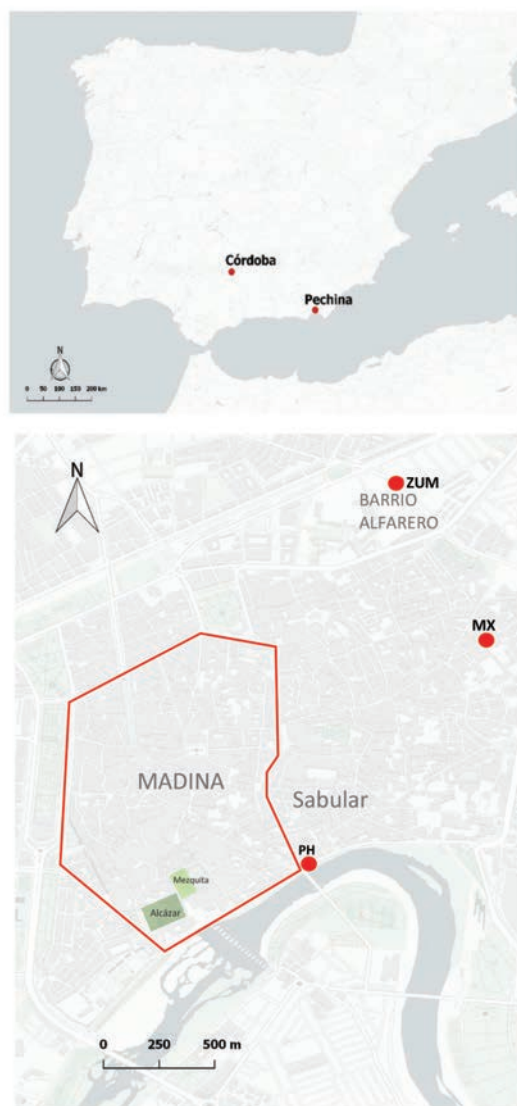 Córdoba
Pechina
N
0 50 100 150 200 km
N
ZUM
BARRIO
ALFARERO
MX
MADINA
Sabular
PH
Mezquita
Alcázar
0 250 500 m